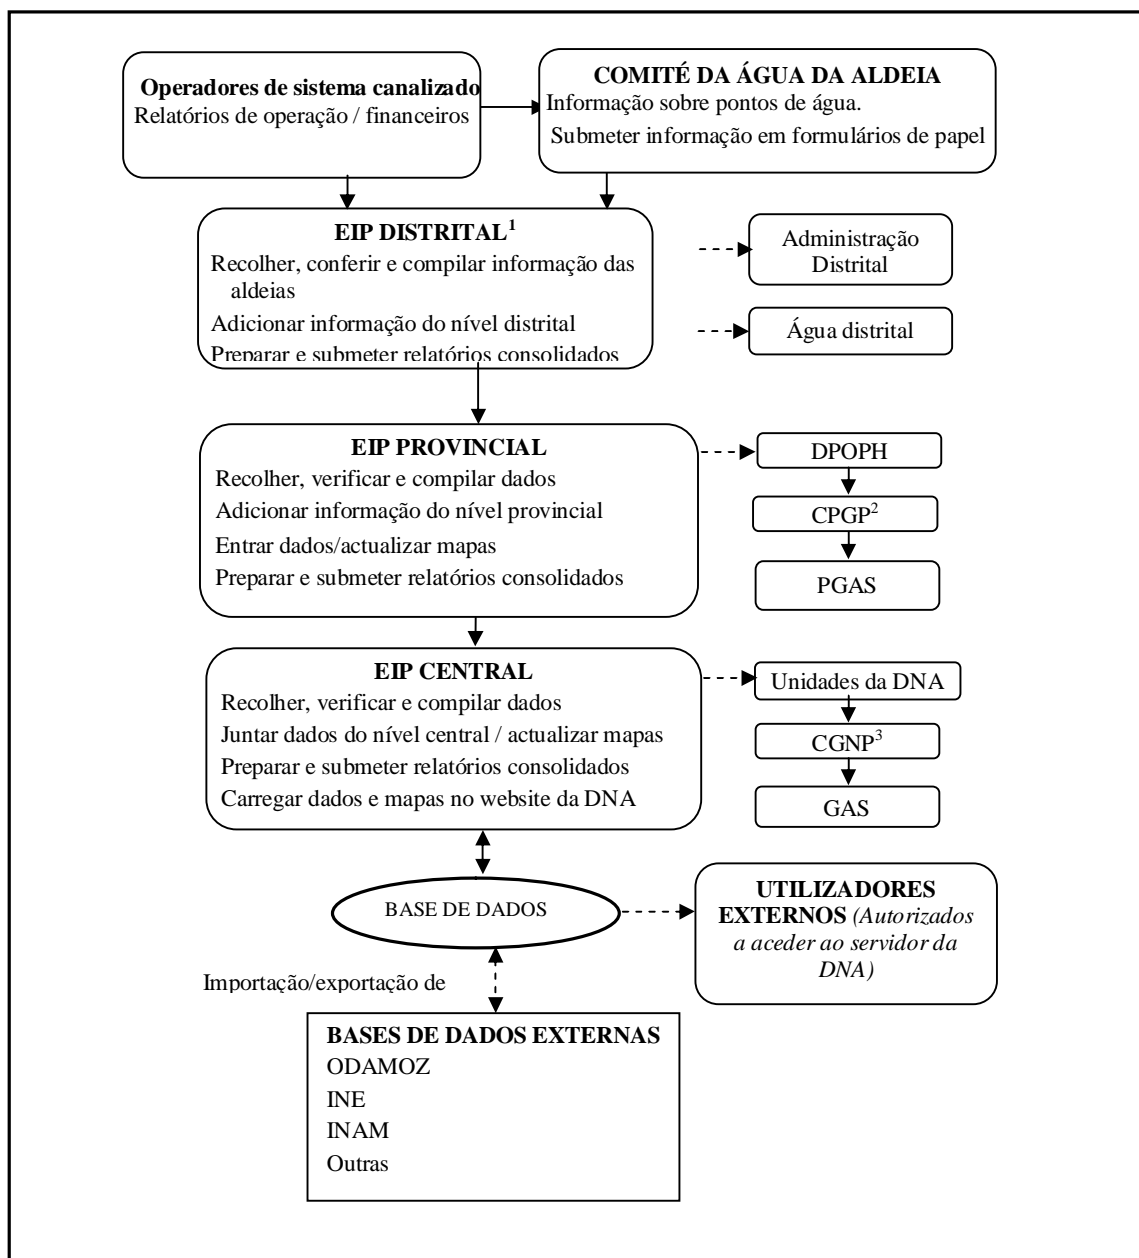 Operadores de sistema canalizado
Relatórios de operação / financeiros
COMITÉ DA ÁGUA DA ALDEIA
Informação sobre pontos de água.
Submeter informação em formulários de papel
EIP DISTRITAL1
Recolher, conferir e compilar informação das
aldeias
Adicionar informação do nível distrital
Preparar e submeter relatórios consolidados
Administração
Distrital
Água distrital
EIP PROVINCIAL
Recolher, verificar e compilar dados
Adicionar informação do nível provincial
Entrar dados/actualizar mapas
Preparar e submeter relatórios consolidados
DPOPH
CPGP2
PGAS
EIP CENTRAL
Recolher, verificar e compilar dados
Juntar dados do nível central / actualizar mapas
Preparar e submeter relatórios consolidados
Carregar dados e mapas no website da DNA
Unidades da DNA
CGNP3
GAS
BASE DE DADOS
UTILIZADORES
EXTERNOS (Autorizados
a aceder ao servidor da
DNA)
Importação/exportação de
BASES DE DADOS EXTERNAS
ODAMOZ
INE
INAM
Outras